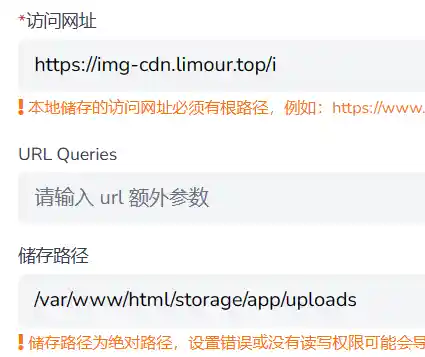 *访问网址
https://img-cdn.limour.top/i
本地储存的访问网址必须有根路径，例如：https://www.
URL Queries
请输入 url 额外参数
储存路径
/var/www/html/storage/app/uploads
储存路径为绝对路径，设置错误或没有读写权限可能会导